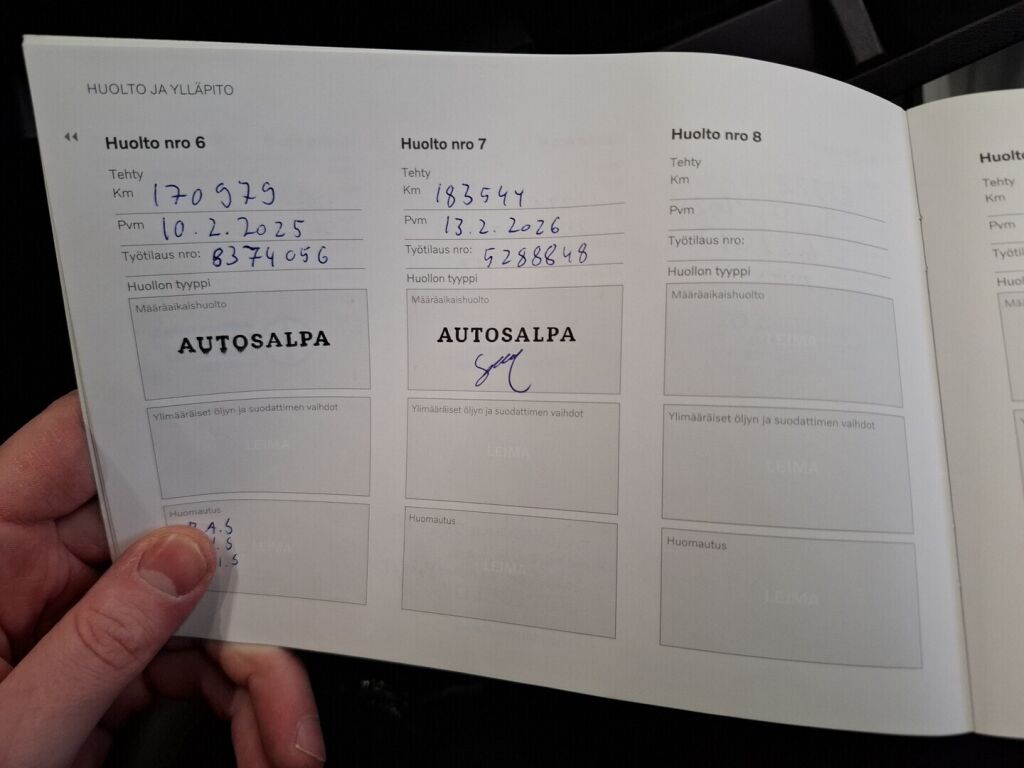 HUOLTO JA YLLÄPITO
Huolto nro 6
Tehty
Km 170979
Pvm 10.2.2025
Työtilaus nro: 8374056
Huollon tyyppi
Määräaikaishuolto
AUTOSALPA
Ylimääräiset öljyn ja suodattimen vaihdot
LEIMA
Huomautus
A.S
.S
.S
LEIMA
Huolto nro 7
Tehty
Km 183544
Pvm 13.2.2026
Työtilaus nro: 5288848
Huollon tyyppi
Määräaikaishuolto
AUTOSALPA
Ylimääräiset öljyn ja suodattimen vaihdot
LEIMA
Huomautus
LEIMA
Huolto nro 8
Tehty
Km
Pvm
Työtilaus nro:
Huollon tyyppi
Määräaikaishuolto
LEIMA
Ylimääräiset öljyn ja suodattimen vaihdot
LEIMA
Huomautus
LEIMA
Tehty
Km
Pvm